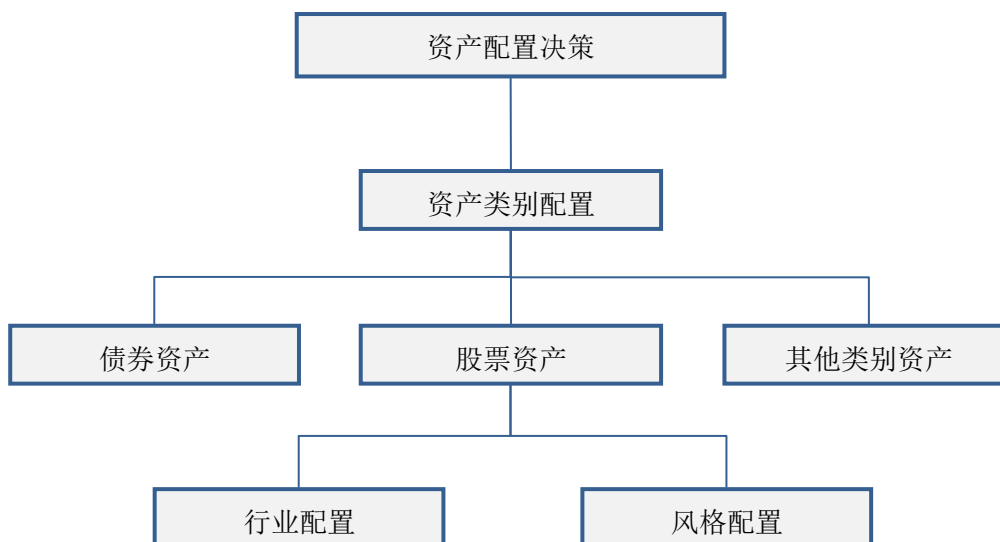 资产配置决策
资产类别配置
债券资产
股票资产
其他类别资产
行业配置
风格配置